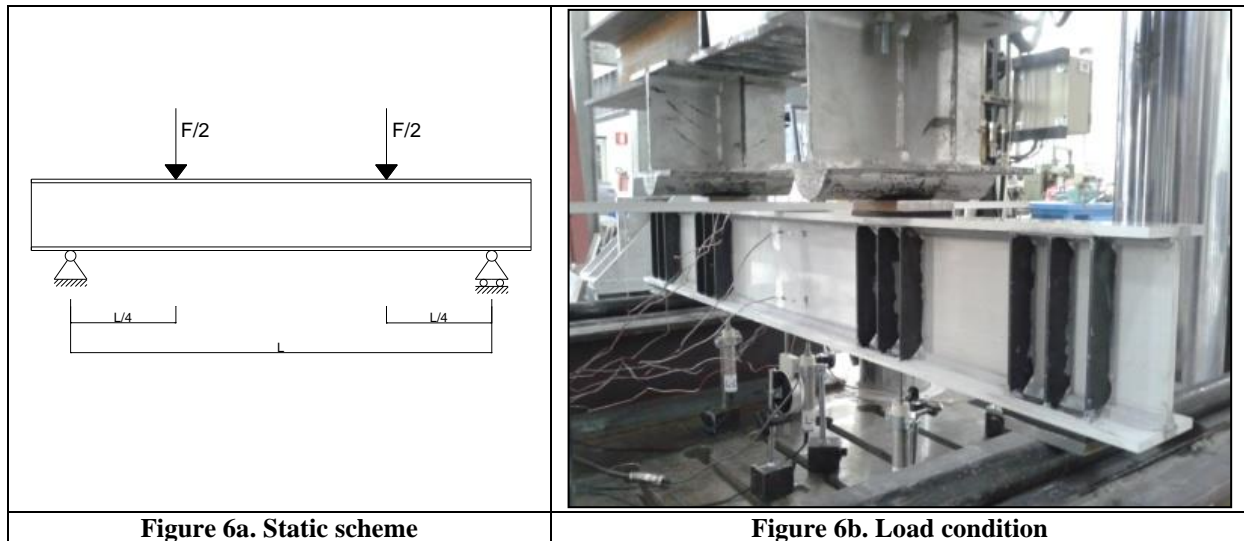 F/2
F/2
L/4
L/4
L
Figure 6a. Static scheme
Figure 6b. Load condition